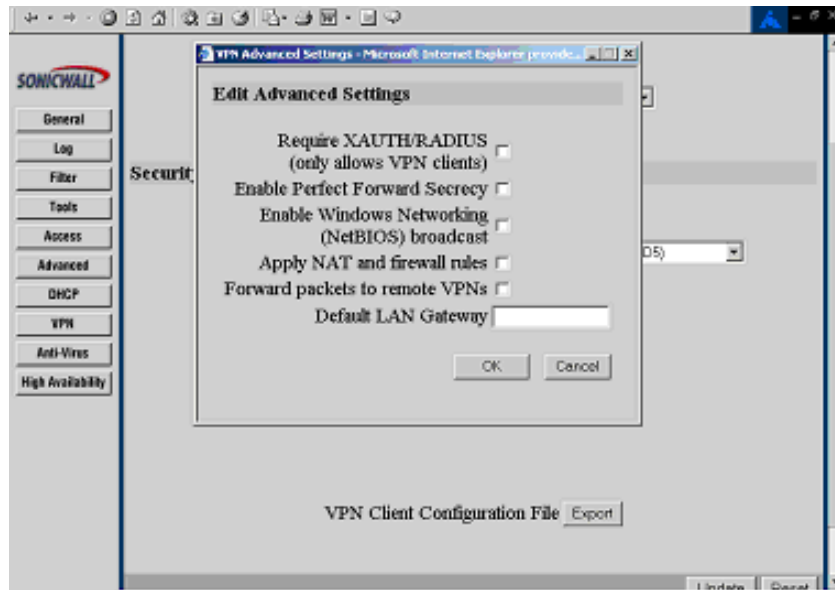 VPN Advanced Settings - Microsoft Internet Explorer provide...
SONICWALL
General
Log
Filter
Tools
Access
Advanced
DHCP
VPN
Anti-Virus
High Availability
Edit Advanced Settings
Require XAUTH/RADIUS
(only allows VPN clients)
Enable Perfect Forward Secrecy
Enable Windows Networking
(NetBIOS) broadcast
Apply NAT and firewall rules
Forward packets to remote VPNs
Default LAN Gateway
OK Cancel
Securit
D5)
VPN Client Configuration File Export
Update Reset